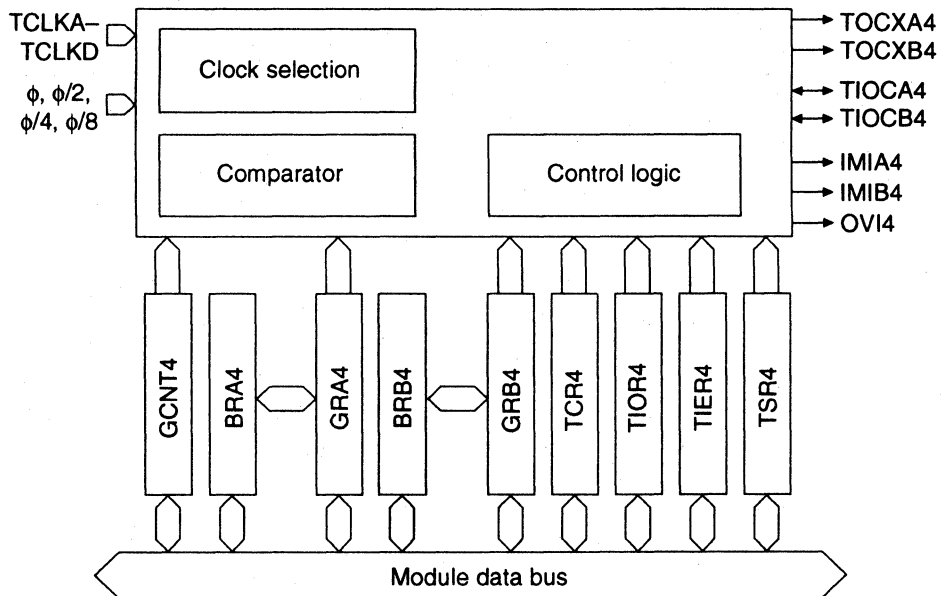 TCLKA–
TCLKD
ϕ, ϕ/2,
ϕ/4, ϕ/8
Clock selection
Comparator
Control logic
TOCXA4
TOCXB4
TIOCA4
TIOCB4
IMIA4
IMIB4
OVI4
GCNT4
BRA4
GRA4
BRB4
GRB4
TCR4
TIOR4
TIER4
TSR4
Module data bus